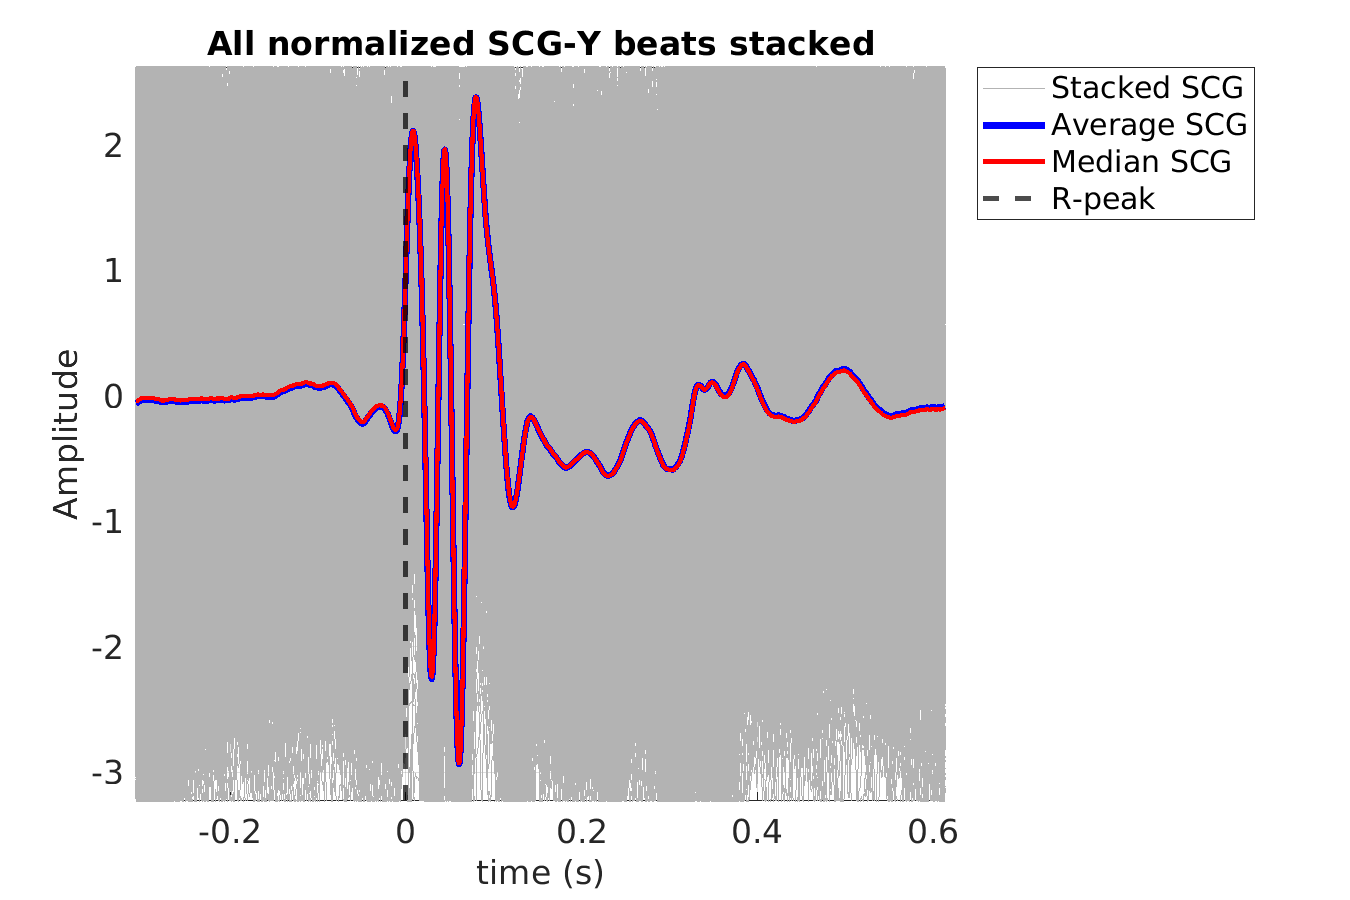 All normalized SCG-Y beats stacked
Stacked SCG
Average SCG
Median SCG
R-peak
Amplitude
2
1
0
-1
-2
-3
-0.2
0
0.2
0.4
0.6
time (s)